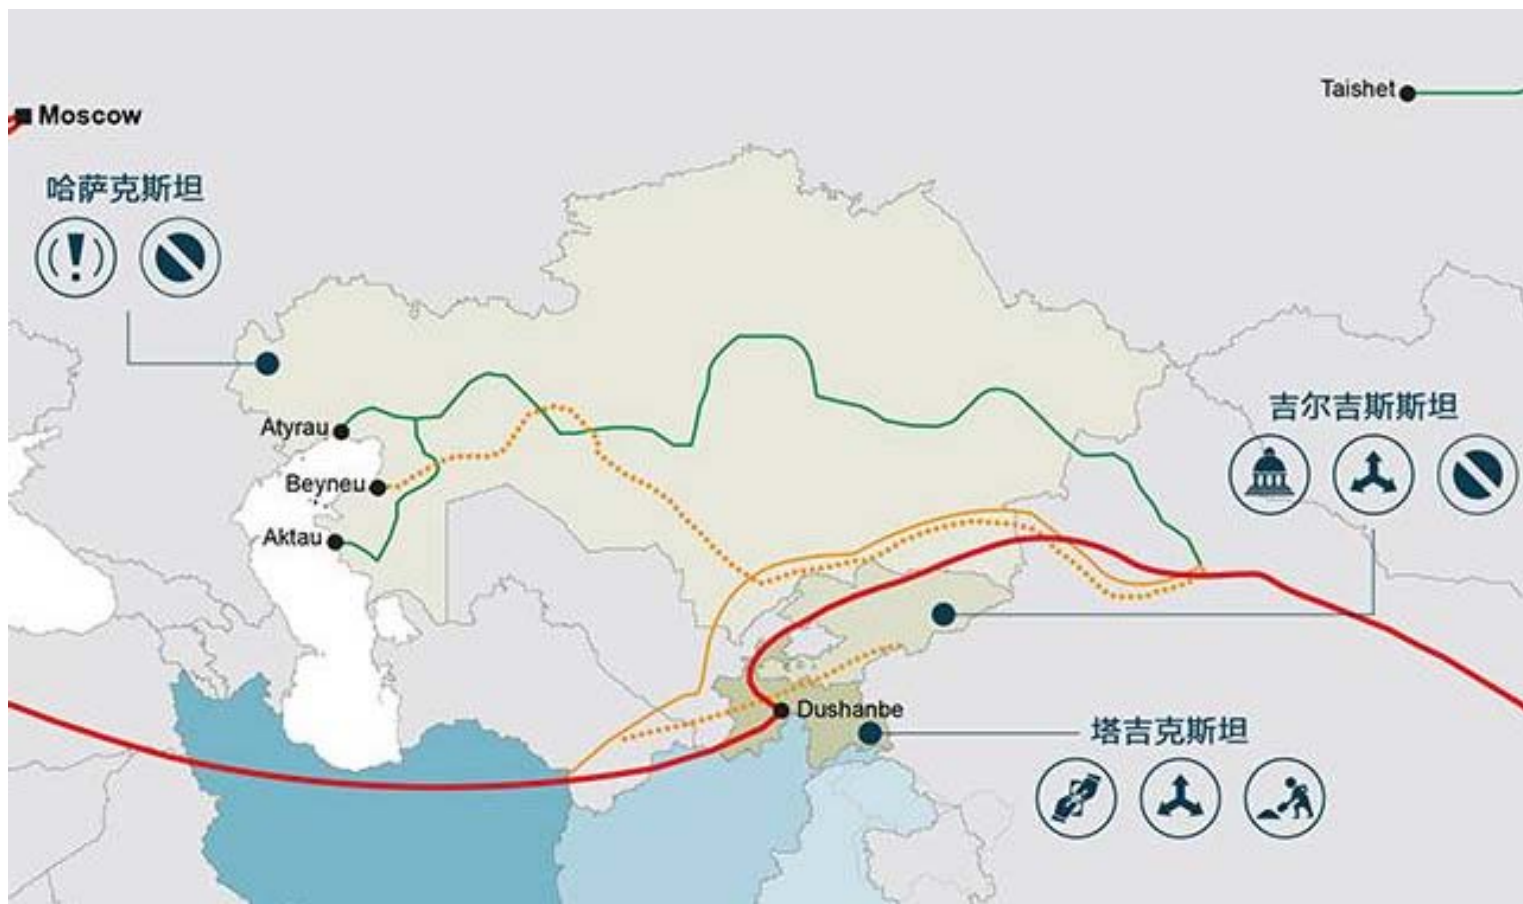 Taishet
Moscow
哈萨克斯坦
吉尔吉斯斯坦
Atyrau
Beyneu
Aktau
Dushanbe
塔吉克斯坦